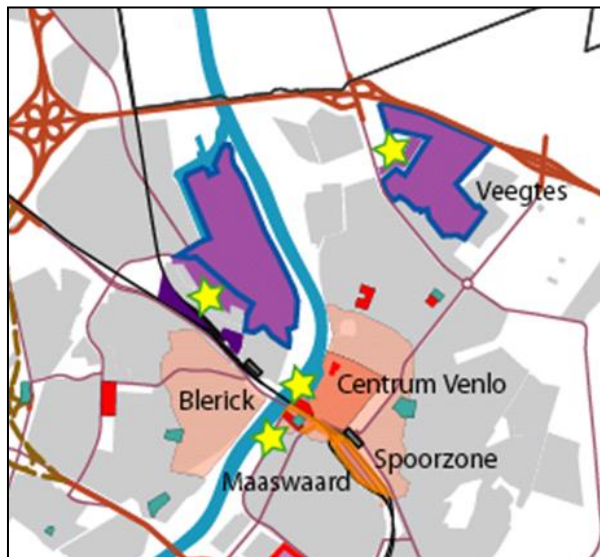 Veegtes
Centrum Venlo
Blerick
Spoorzone
Maaswaard